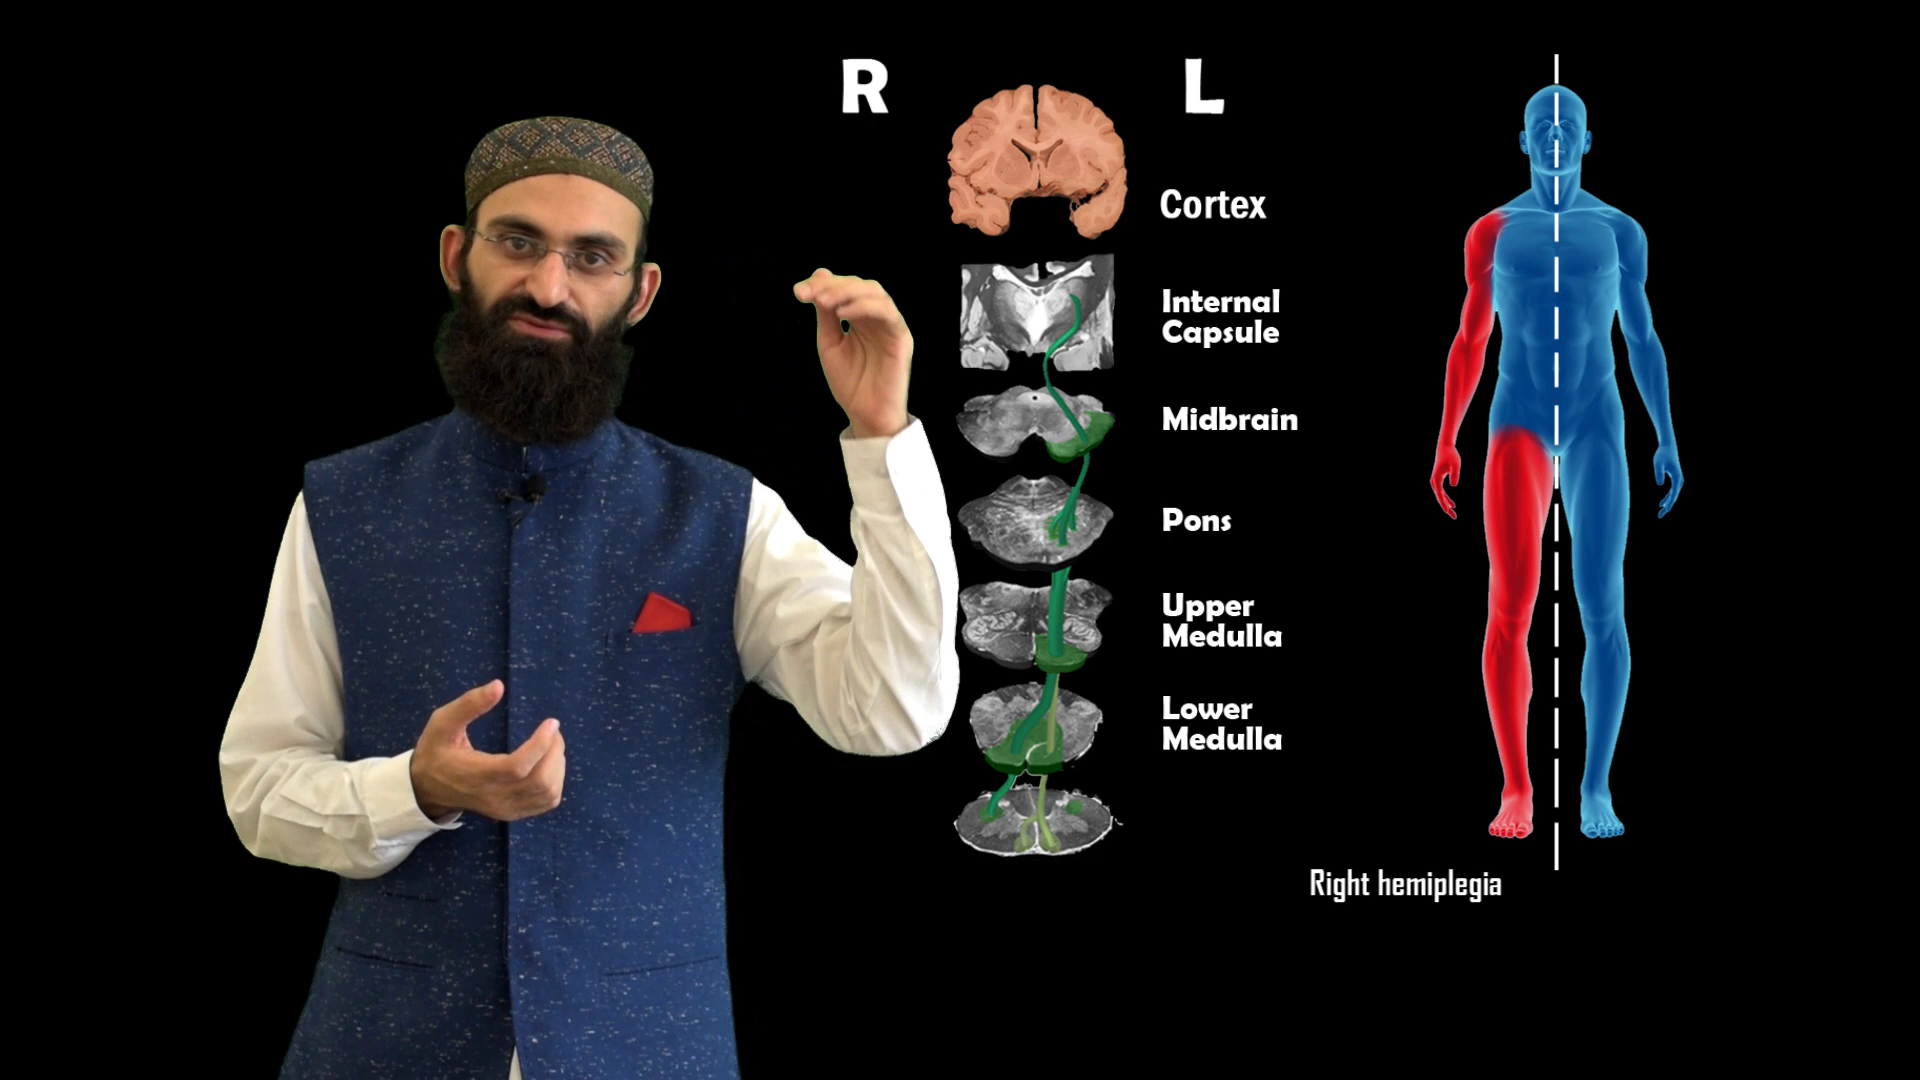 R
L
Cortex
Internal
Capsule
Midbrain
Pons
Upper
Medulla
Lower
Medulla
Right hemiplegia